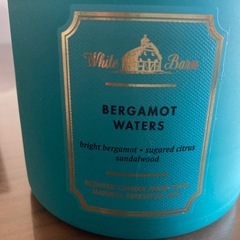 White Barn
BERGAMOT
WATERS
bright bergamot • sugared citrus
sandalwood